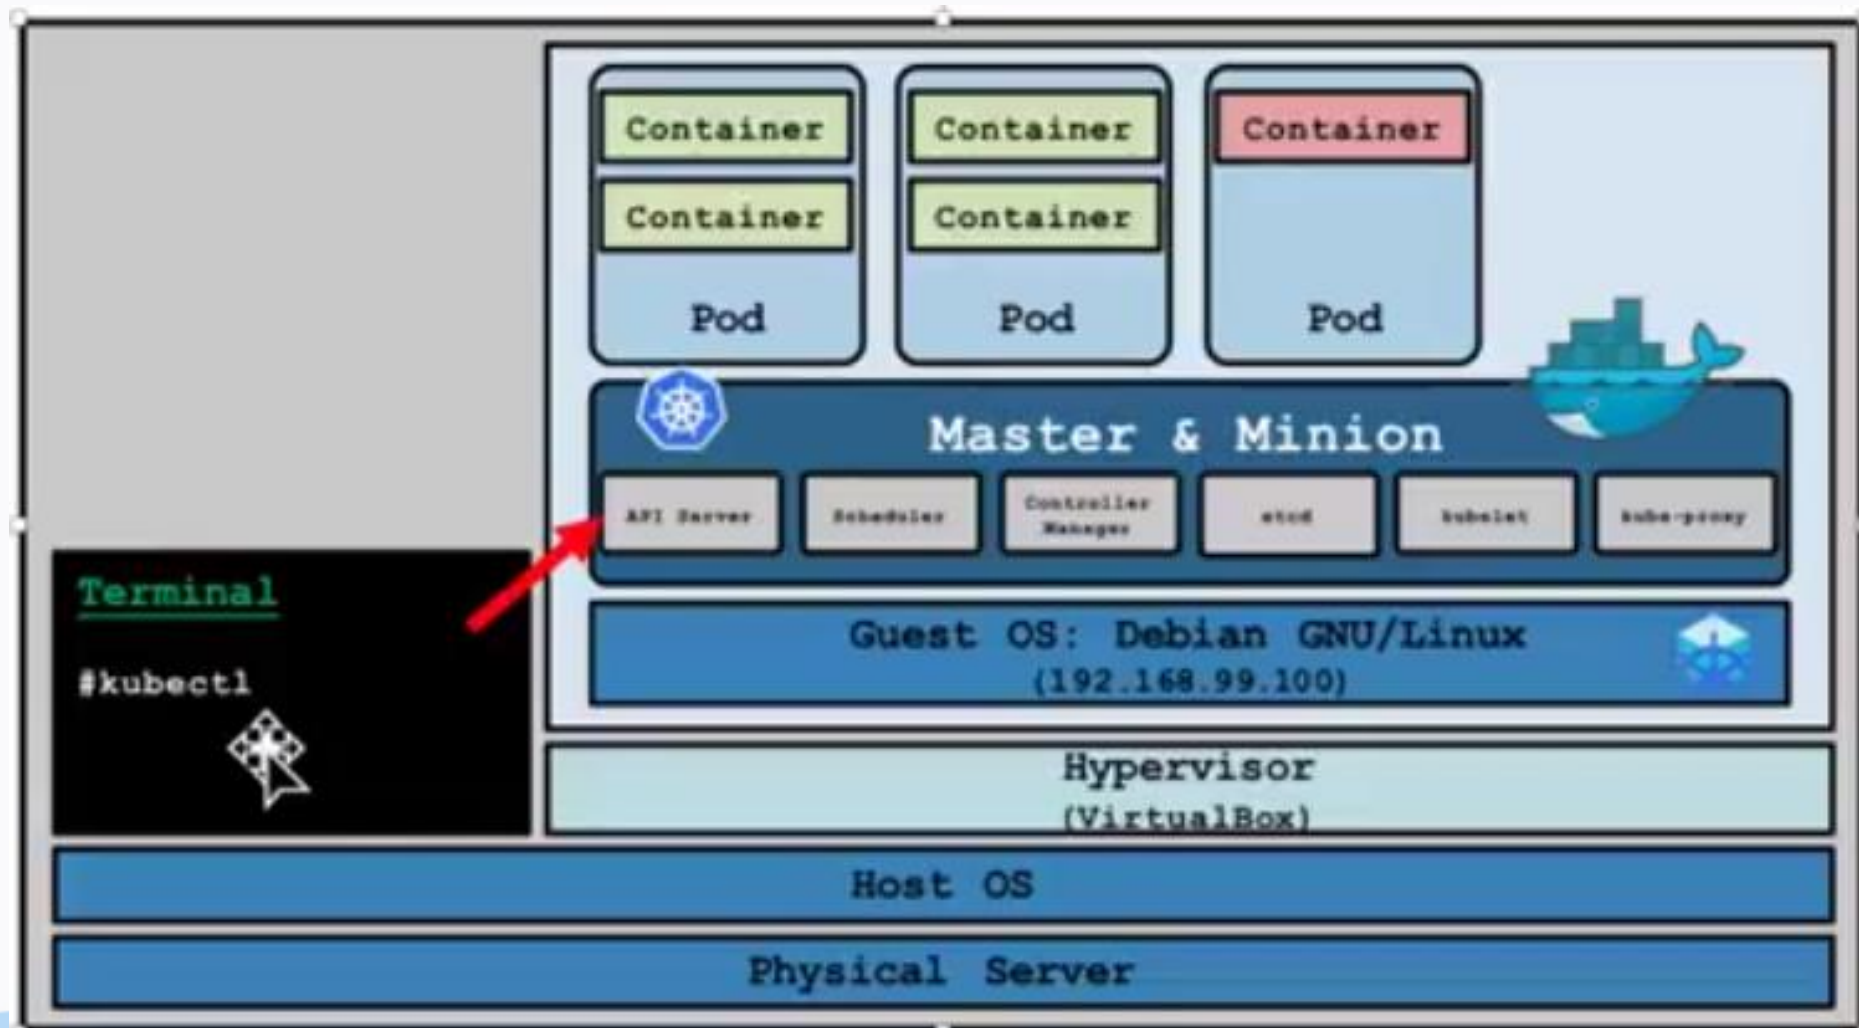 Container Container Container
Container Container
Pod Pod Pod
Master & Minion
API Server
Scheduler
Controller
Manager
etcd
kubelet
kube-proxy
Terminal
#kubectl
Guest OS: Debian GNU/Linux
(192.168.99.100)
Hypervisor
(VirtualBox)
Host OS
Physical Server